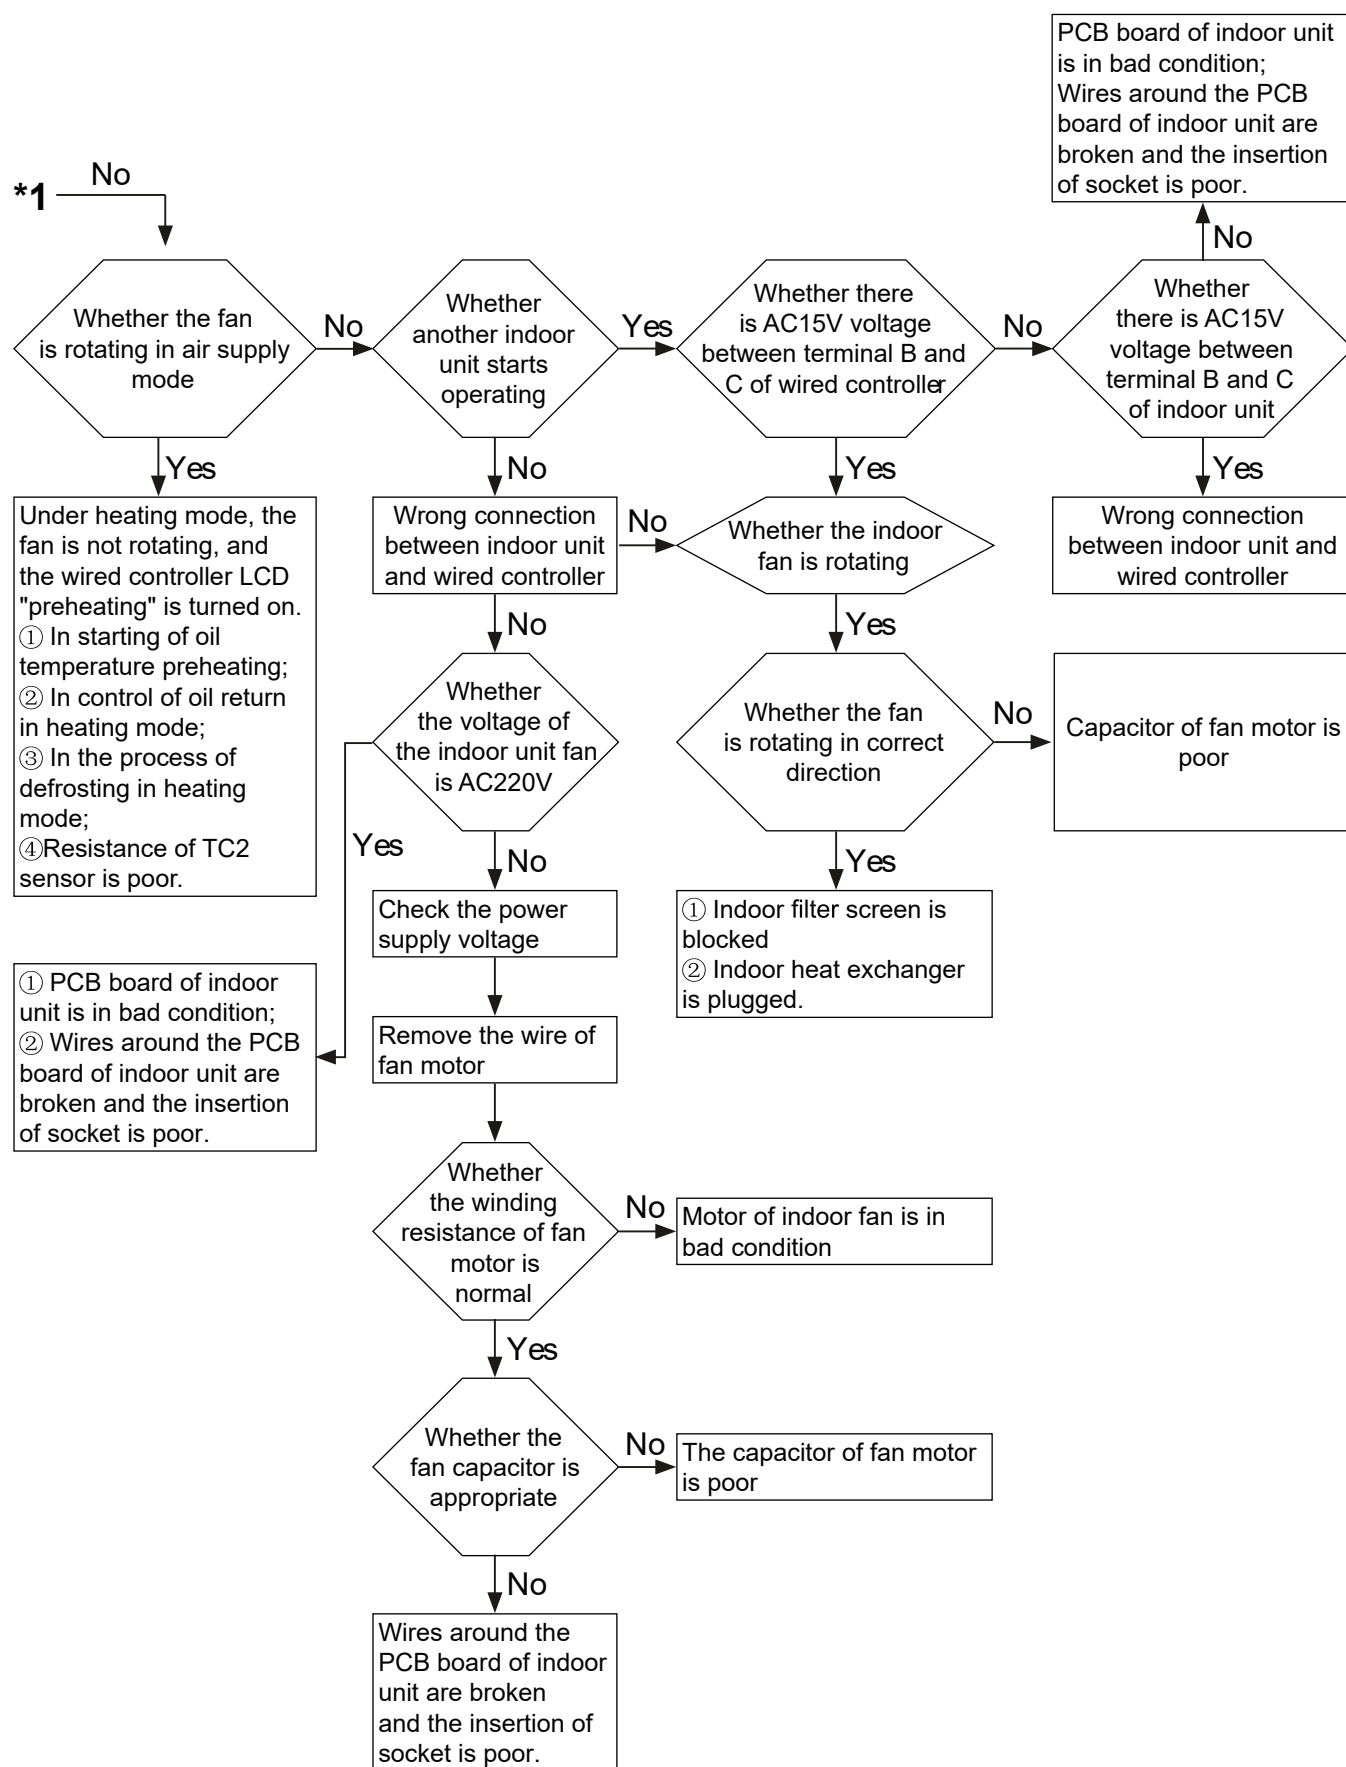 PCB board of indoor unit
is in bad condition;
Wires around the PCB
board of indoor unit are
broken and the insertion
of socket is poor.
*1
No
No
Whether the fan
is rotating in air supply
mode
No
Whether
another indoor
unit starts
operating
Yes
Whether there
is AC15V voltage
between terminal B and
C of wired controller
No
Whether
there is AC15V
voltage between
terminal B and C
of indoor unit
Yes
No
Yes
Yes
Under heating mode, the
fan is not rotating, and
the wired controller LCD
"preheating" is turned on.
① In starting of oil
temperature preheating;
② In control of oil return
in heating mode;
③ In the process of
defrosting in heating
mode;
④Resistance of TC2
sensor is poor.
Wrong connection
between indoor unit
and wired controller
No
Whether the indoor
fan is rotating
Wrong connection
between indoor unit and
wired controller
No
Yes
Whether
the voltage of
the indoor unit fan
is AC220V
Whether the fan
is rotating in correct
direction
No
Capacitor of fan motor is
poor
Yes
No
Yes
Check the power
supply voltage
① Indoor filter screen is
blocked
② Indoor heat exchanger
is plugged.
① PCB board of indoor
unit is in bad condition;
② Wires around the PCB
board of indoor unit are
broken and the insertion
of socket is poor.
Remove the wire of
fan motor
Whether
the winding
resistance of fan
motor is
normal
No
Motor of indoor fan is in
bad condition
Yes
Whether the
fan capacitor is
appropriate
No
The capacitor of fan motor
is poor
No
Wires around the
PCB board of indoor
unit are broken
and the insertion of
socket is poor.